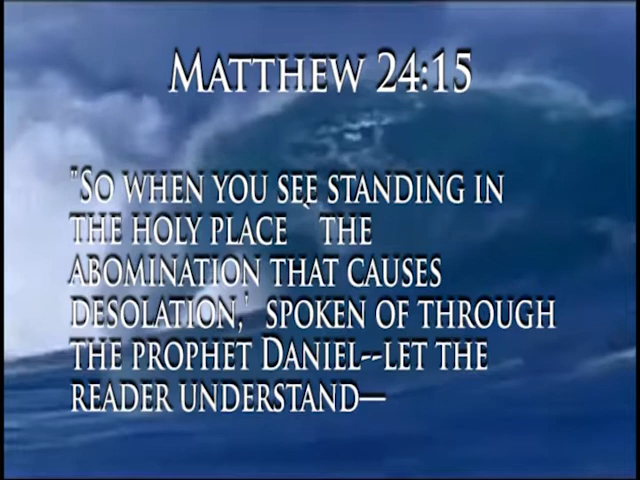 MATTHEW 24:15
"SO WHEN YOU SEE STANDING IN
THE HOLY PLACE ` THE
ABOMINATION THAT CAUSES
DESOLATION,' SPOKEN OF THROUGH
THE PROPHET DANIEL--LET THE
READER UNDERSTAND—